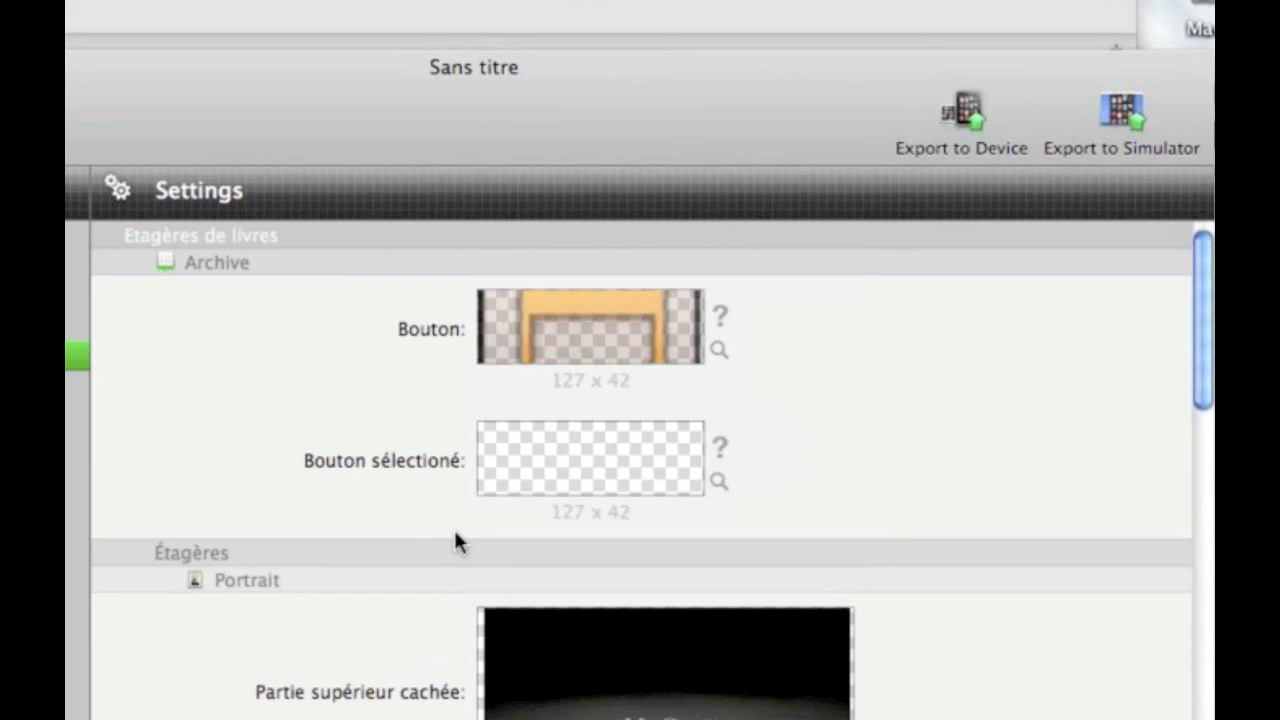 Sans titre
Export to Device
Export to Simulator
Settings
Etagères de livres
Archive
Bouton:
?
127 x 42
Bouton sélectioné:
?
127 x 42
Étagères
Portrait
Partie supérieur cachée: